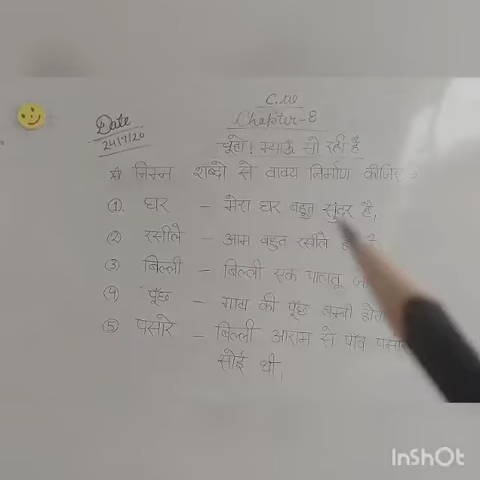 C.W
Chapter-8
Date
24/7/20
चूहो! म्याऊँ सो रही है
☆ निम्न शब्दो से वाक्य निर्माण कीजिए
①. घर - मेरा घर बहुत सुंदर है,
② रसीले - आम बहुत रसीले
③ बिल्ली - बिल्ली एक पालतू
④ पूँछ - गाय की पूँछ लम्बी
⑤ पसारे - बिल्ली आराम से पाँव
सोई थी,
InShOt